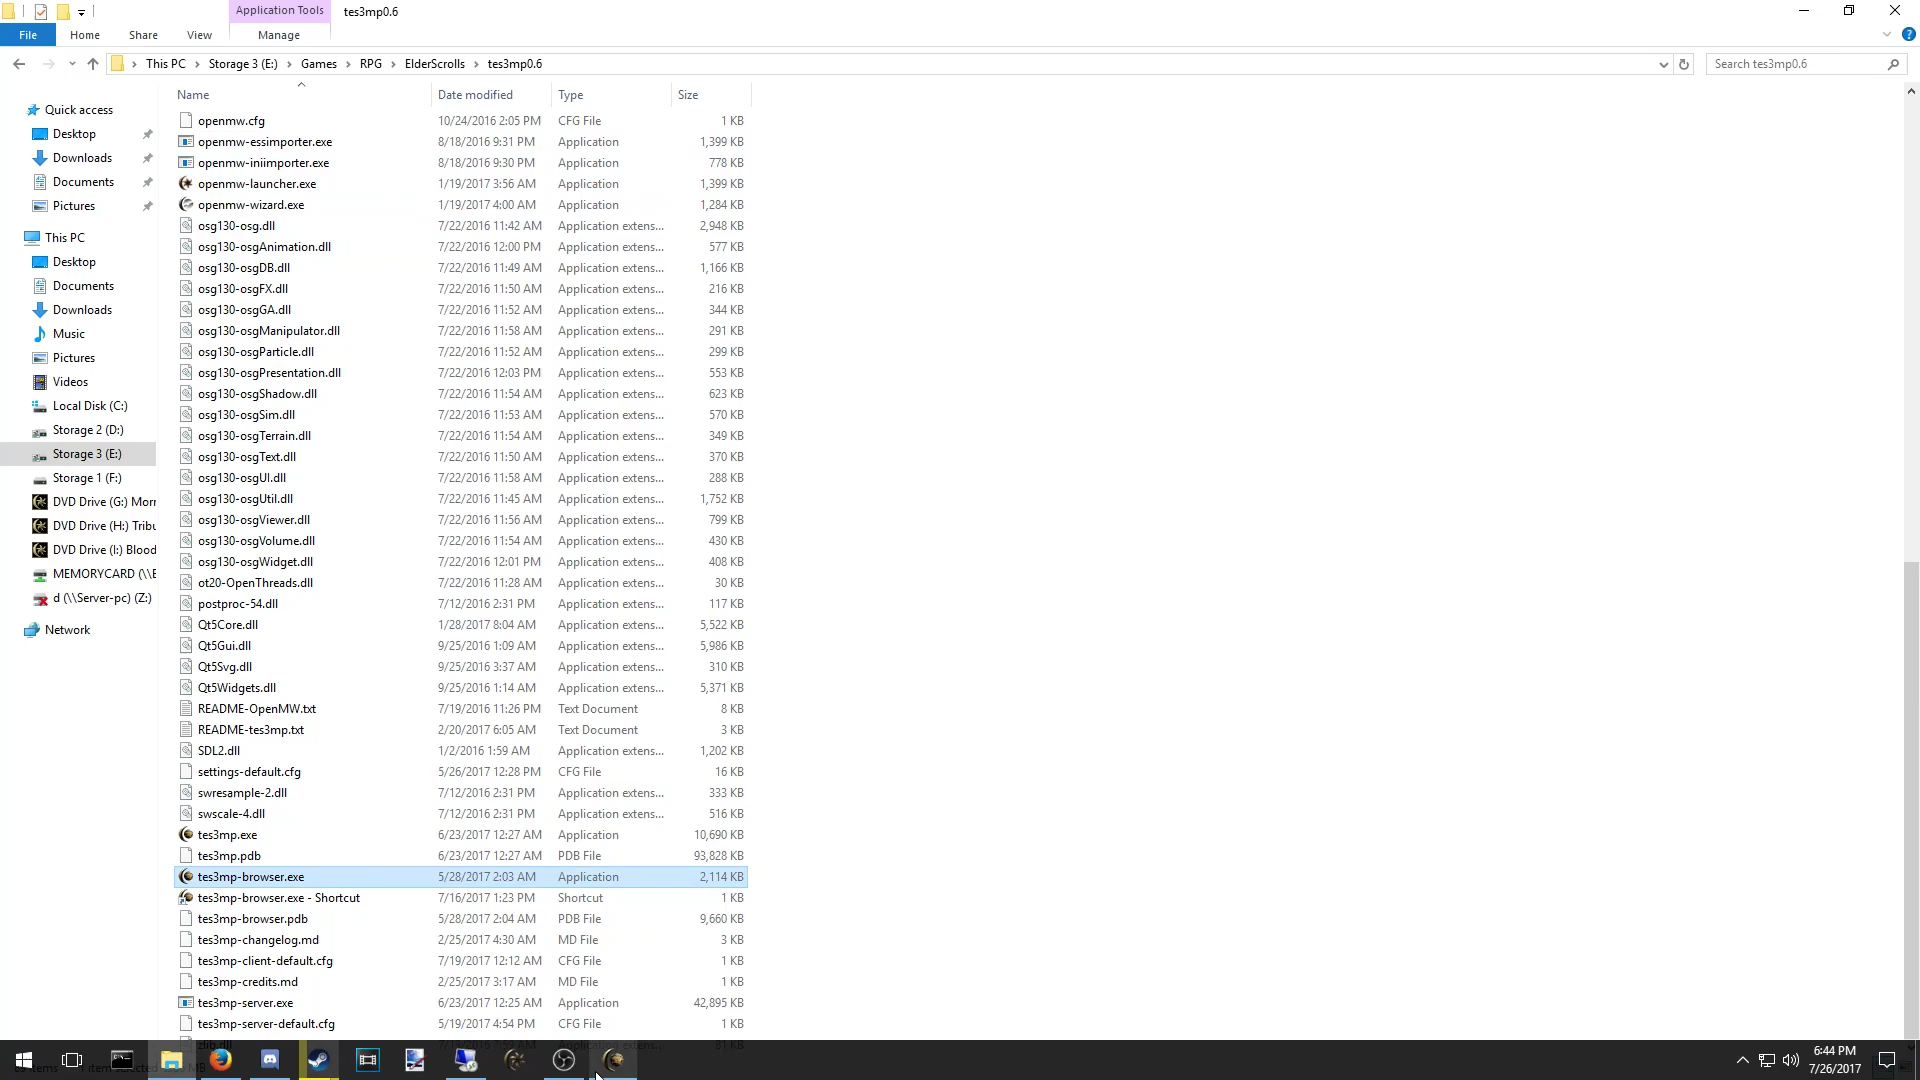 Application Tools
tes3mp0.6
File
Home
Share
View
Manage
This PC
Storage 3 (E:)
Games
RPG
ElderScrolls
tes3mp0.6
Search tes3mp0.6
Name
Date modified
Type
Size
Quick access
Desktop
Downloads
Documents
Pictures
This PC
Desktop
Documents
Downloads
Music
Pictures
Videos
Local Disk (C:)
Storage 2 (D:)
Storage 3 (E:)
Storage 1 (F:)
DVD Drive (G:) Morr
DVD Drive (H:) Tribu
DVD Drive (I:) Blood
MEMORYCARD (\\E
d (\\Server-pc) (Z:)
Network
openmw.cfg 10/24/2016 2:05 PM CFG File 1 KB
openmw-essimporter.exe 8/18/2016 9:31 PM Application 1,399 KB
openmw-iniimporter.exe 8/18/2016 9:30 PM Application 778 KB
openmw-launcher.exe 1/19/2017 3:56 AM Application 1,399 KB
openmw-wizard.exe 1/19/2017 4:00 AM Application 1,284 KB
osg130-osg.dll 7/22/2016 11:42 AM Application extens... 2,948 KB
osg130-osgAnimation.dll 7/22/2016 12:00 PM Application extens... 577 KB
osg130-osgDB.dll 7/22/2016 11:49 AM Application extens... 1,166 KB
osg130-osgFX.dll 7/22/2016 11:50 AM Application extens... 216 KB
osg130-osgGA.dll 7/22/2016 11:52 AM Application extens... 344 KB
osg130-osgManipulator.dll 7/22/2016 11:58 AM Application extens... 291 KB
osg130-osgParticle.dll 7/22/2016 11:52 AM Application extens... 299 KB
osg130-osgPresentation.dll 7/22/2016 12:03 PM Application extens... 553 KB
osg130-osgShadow.dll 7/22/2016 11:54 AM Application extens... 623 KB
osg130-osgSim.dll 7/22/2016 11:53 AM Application extens... 570 KB
osg130-osgTerrain.dll 7/22/2016 11:54 AM Application extens... 349 KB
osg130-osgText.dll 7/22/2016 11:50 AM Application extens... 370 KB
osg130-osgUI.dll 7/22/2016 11:58 AM Application extens... 288 KB
osg130-osgUtil.dll 7/22/2016 11:45 AM Application extens... 1,752 KB
osg130-osgViewer.dll 7/22/2016 11:56 AM Application extens... 799 KB
osg130-osgVolume.dll 7/22/2016 11:54 AM Application extens... 430 KB
osg130-osgWidget.dll 7/22/2016 12:01 PM Application extens... 408 KB
ot20-OpenThreads.dll 7/22/2016 11:28 AM Application extens... 30 KB
postproc-54.dll 7/12/2016 2:31 PM Application extens... 117 KB
Qt5Core.dll 1/28/2017 8:04 AM Application extens... 5,522 KB
Qt5Gui.dll 9/25/2016 1:09 AM Application extens... 5,986 KB
Qt5Svg.dll 9/25/2016 3:37 AM Application extens... 310 KB
Qt5Widgets.dll 9/25/2016 1:14 AM Application extens... 5,371 KB
README-OpenMW.txt 7/19/2016 11:26 PM Text Document 8 KB
README-tes3mp.txt 2/20/2017 6:05 AM Text Document 3 KB
SDL2.dll 1/2/2016 1:59 AM Application extens... 1,202 KB
settings-default.cfg 5/26/2017 12:28 PM CFG File 16 KB
swresample-2.dll 7/12/2016 2:31 PM Application extens... 333 KB
swscale-4.dll 7/12/2016 2:31 PM Application extens... 516 KB
tes3mp.exe 6/23/2017 12:27 AM Application 10,690 KB
tes3mp.pdb 6/23/2017 12:27 AM PDB File 93,828 KB
tes3mp-browser.exe 5/28/2017 2:03 AM Application 2,114 KB
tes3mp-browser.exe - Shortcut 7/16/2017 1:23 PM Shortcut 1 KB
tes3mp-browser.pdb 5/28/2017 2:04 AM PDB File 9,660 KB
tes3mp-changelog.md 2/25/2017 4:30 AM MD File 3 KB
tes3mp-client-default.cfg 7/19/2017 12:12 AM CFG File 1 KB
tes3mp-credits.md 2/25/2017 3:17 AM MD File 1 KB
tes3mp-server.exe 6/23/2017 12:25 AM Application 42,895 KB
tes3mp-server-default.cfg 5/19/2017 4:54 PM CFG File 1 KB
6:44 PM
7/26/2017